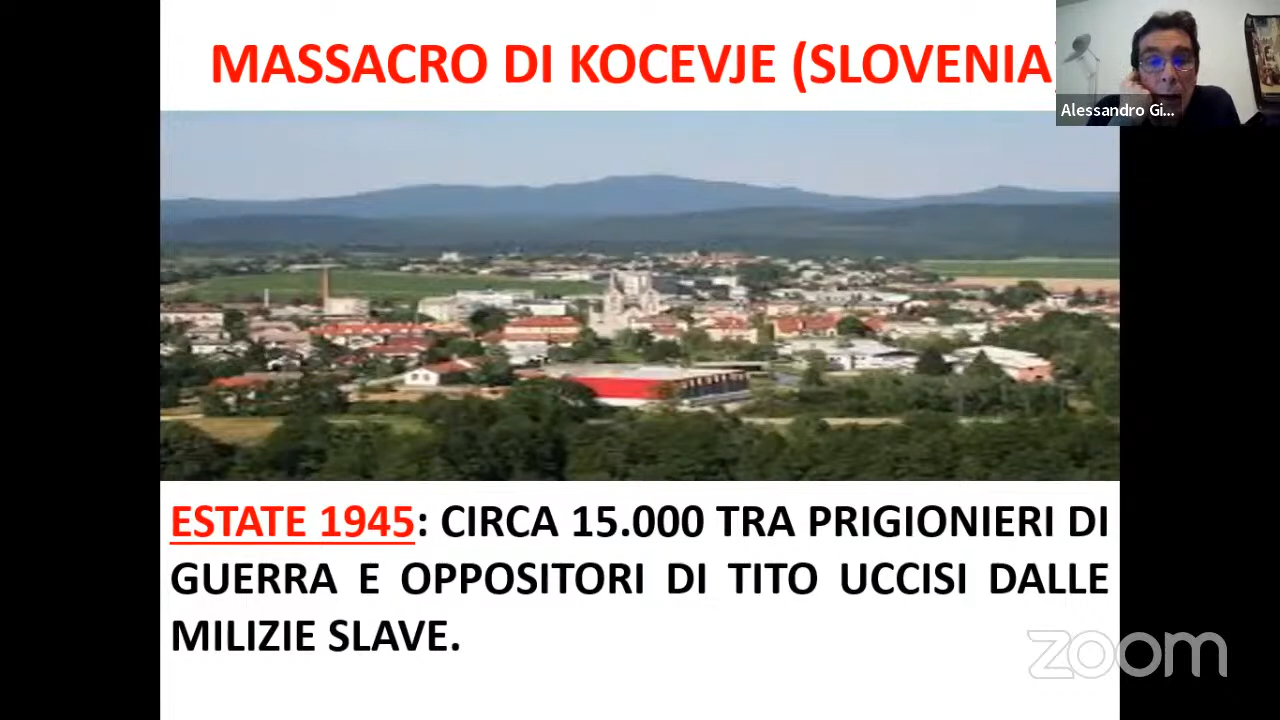 MASSACRO DI KOCEVJE (SLOVENIA)
Alessandro Gi...
ESTATE 1945: CIRCA 15.000 TRA PRIGIONIERI DI
GUERRA E OPPOSITORI DI TITO UCCISI DALLE
MILIZIE SLAVE.
zoom